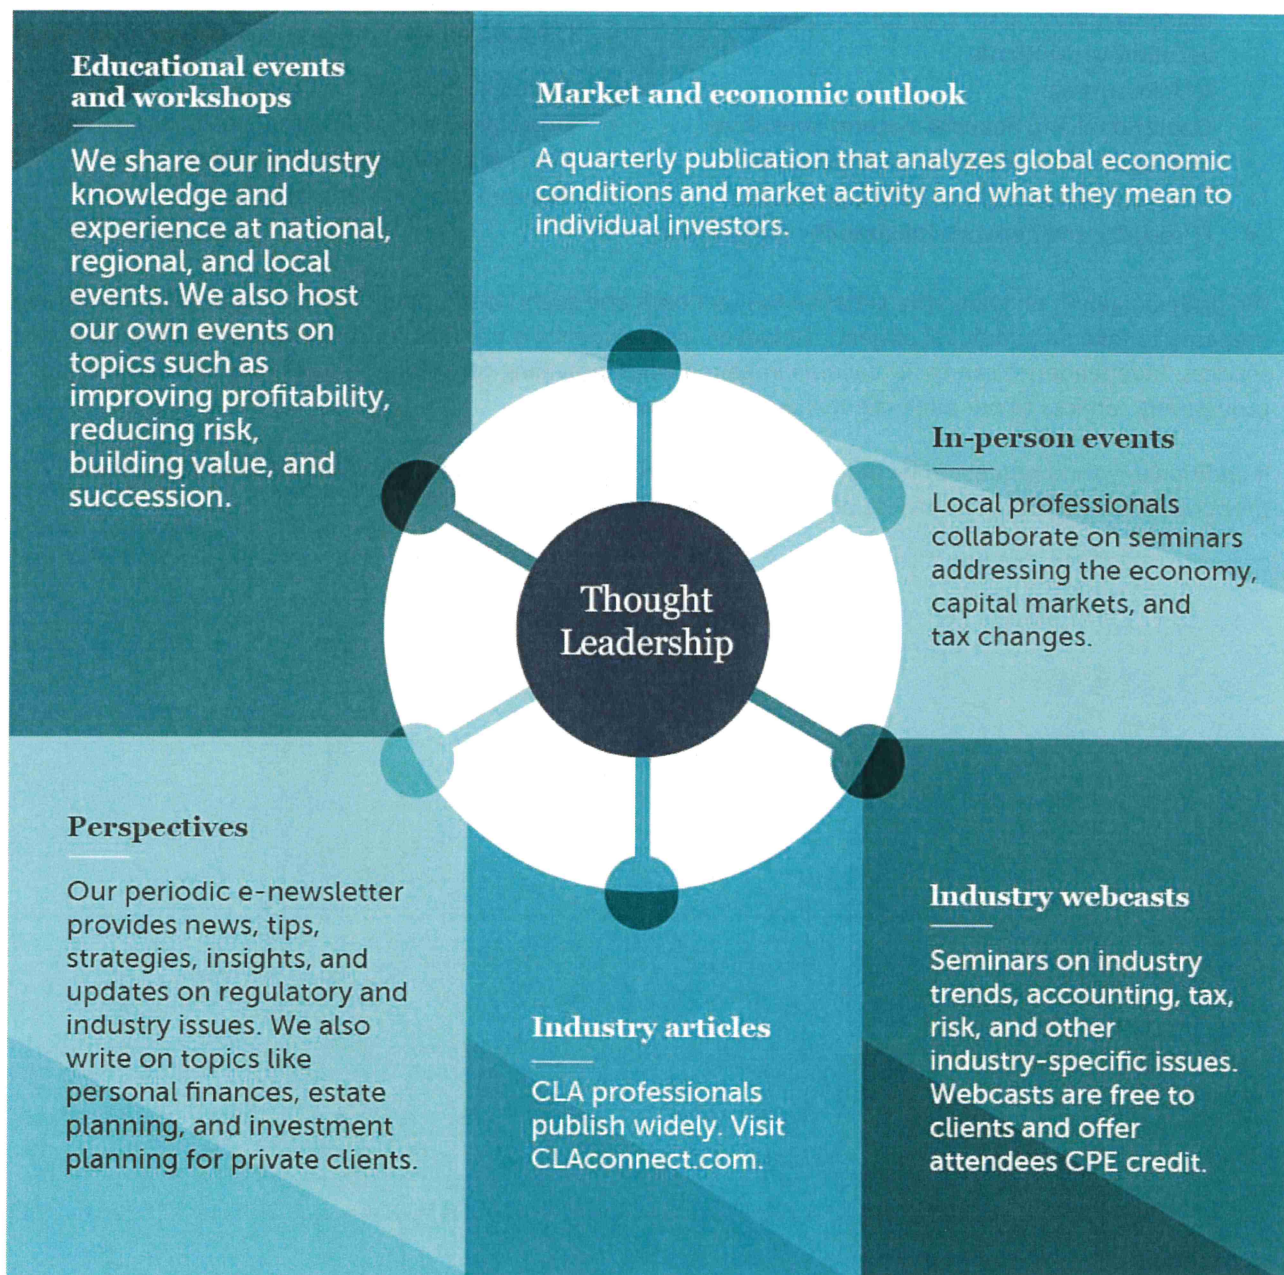 Educational events
and workshops
We share our industry
knowledge and
experience at national,
regional, and local
events. We also host
our own events on
topics such as
improving profitability,
reducing risk,
building value, and
succession.
Market and economic outlook
A quarterly publication that analyzes global economic
conditions and market activity and what they mean to
individual investors.
In-person events
Local professionals
collaborate on seminars
addressing the economy,
capital markets, and
tax changes.
Thought
Leadership
Perspectives
Our periodic e-newsletter
provides news, tips,
strategies, insights, and
updates on regulatory and
industry issues. We also
write on topics like
personal finances, estate
planning, and investment
planning for private clients.
Industry articles
CLA professionals
publish widely. Visit
CLAconnect.com.
Industry webcasts
Seminars on industry
trends, accounting, tax,
risk, and other
industry-specific issues.
Webcasts are free to
clients and offer
attendees CPE credit.